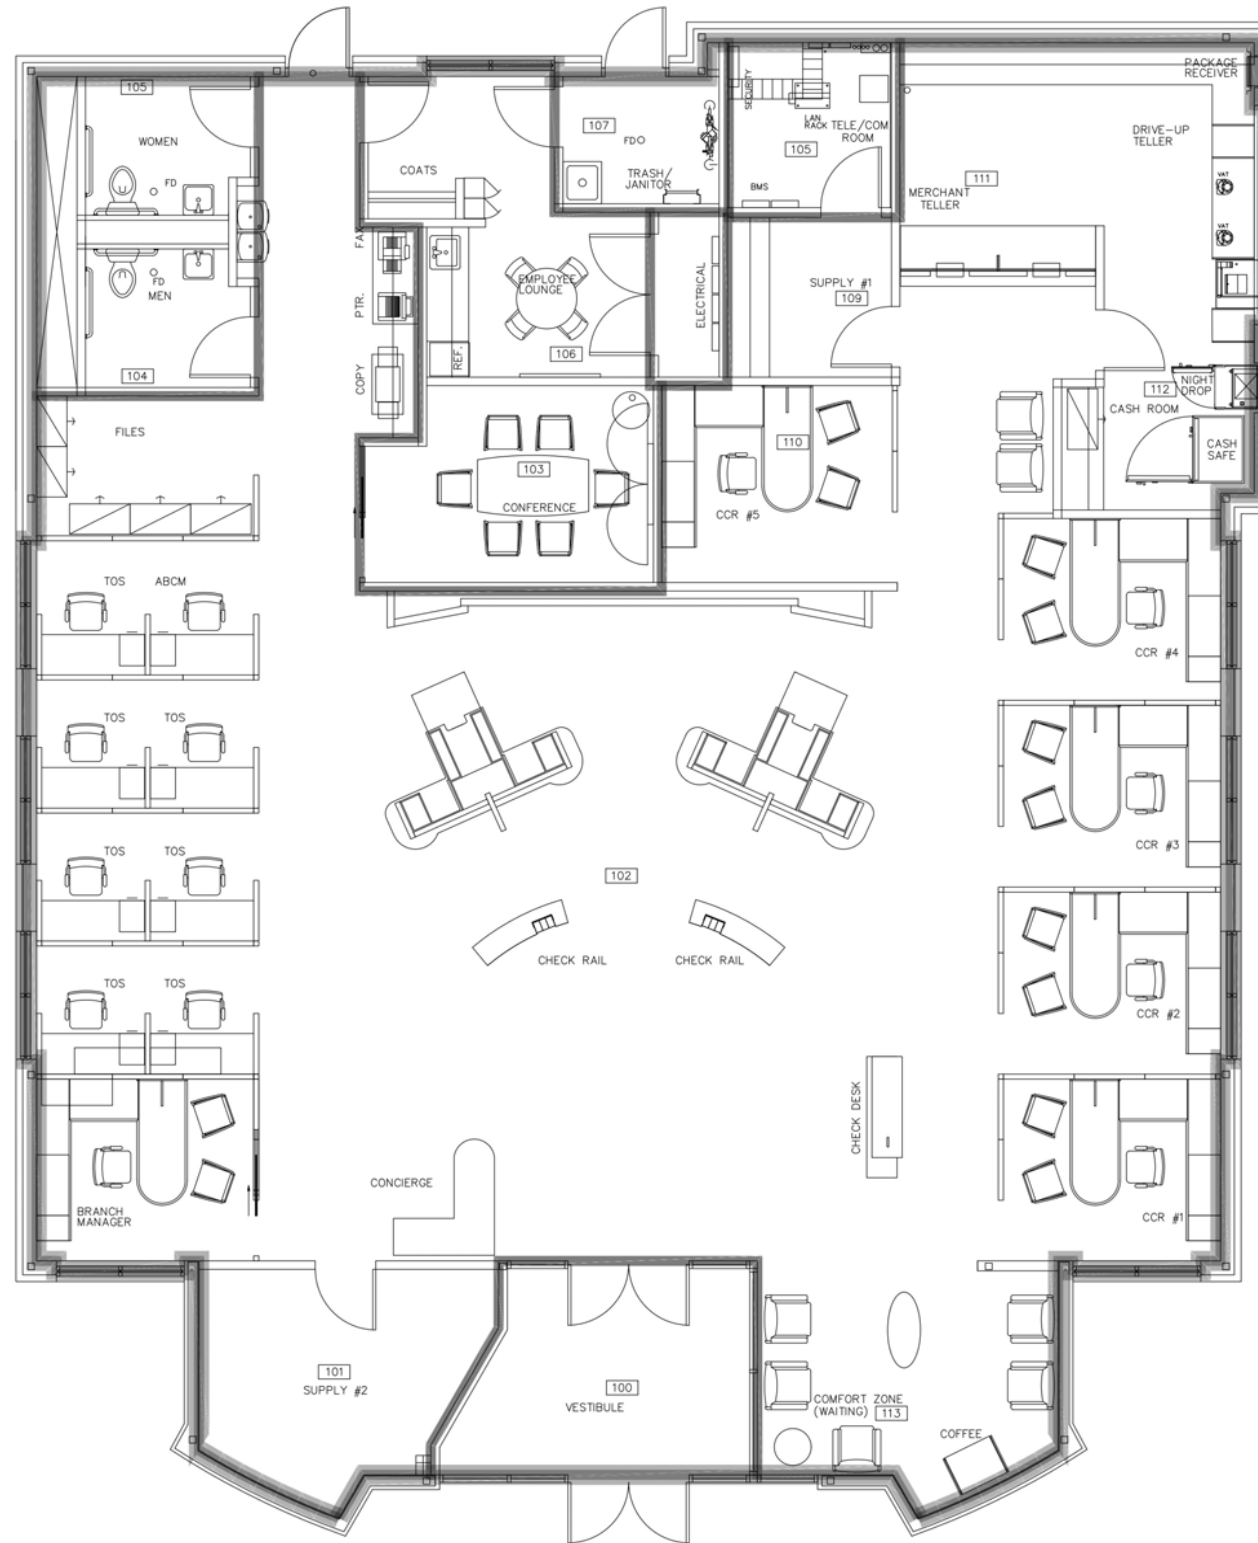 PACKAGE
RECEIVER
105
WOMEN
FD
COATS
107
FD
TRASH/
JANITOR
SECURITY
LAN
RACK
TELE/COM
ROOM
105
BMS
111
MERCHANT
TELLER
DRIVE-UP
TELLER
VAT
VAT
FD
MEN
104
FAX
PTR.
COPY
EMPLOYEE
LOUNGE
106
REF.
ELECTRICAL
SUPPLY #1
109
112
CASH ROOM
NIGHT
DROP
CASH
SAFE
FILES
103
CONFERENCE
110
CCR #5
TOS
ABCM
CCR #4
TOS
TOS
CCR #3
TOS
TOS
102
CHECK RAIL
CHECK RAIL
TOS
TOS
CCR #2
CHECK DESK
BRANCH
MANAGER
CONCIERGE
CCR #1
101
SUPPLY #2
100
VESTIBULE
COMFORT ZONE
(WAITING)
113
COFFEE